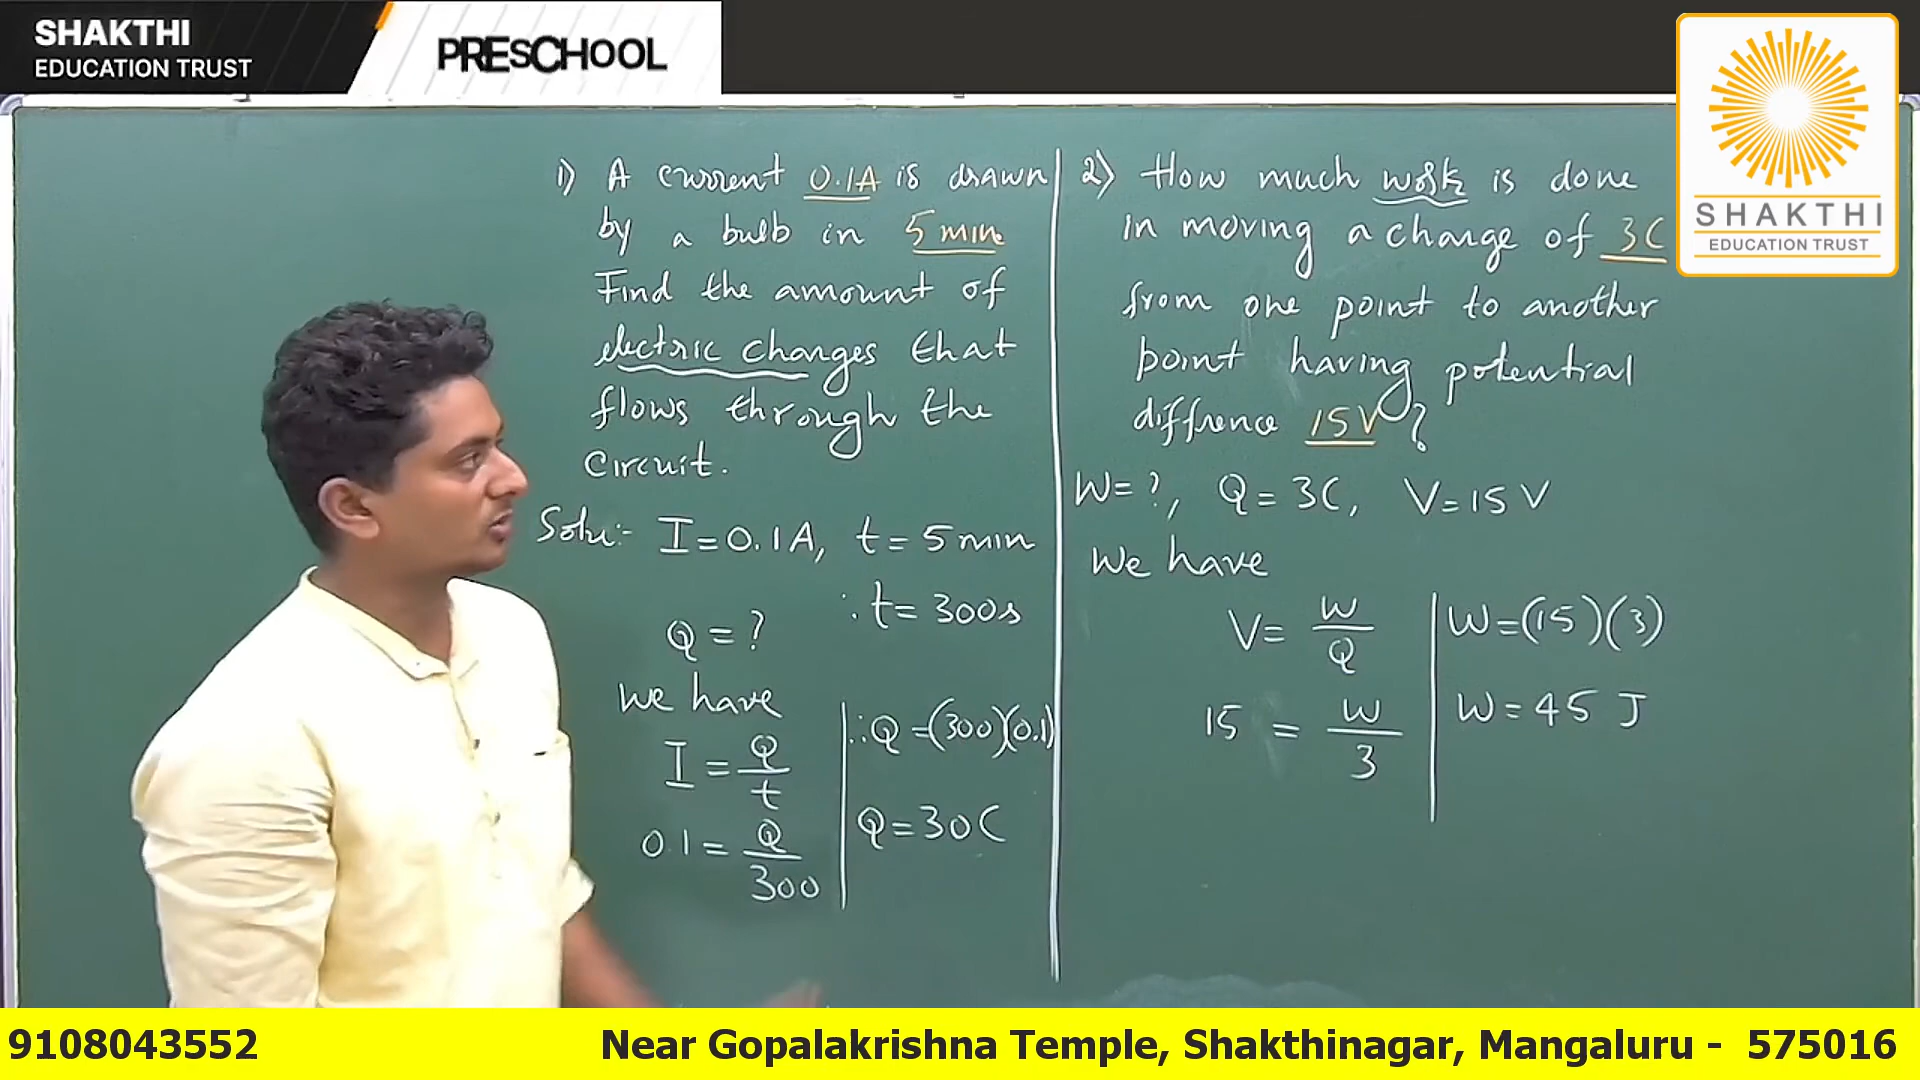 SHAKTHI
EDUCATION TRUST
PRESCHOOL
SHAKTHI
EDUCATION TRUST
1) A current 0.1A is drawn
by a bulb in 5 min
Find the amount of
electric charges that
flows through the
circuit.
Solu:- I = 0.1A, t = 5 min
∴ t = 300s
Q = ?
We have
I = Q/t
0.1 = Q/300
∴ Q = (300)(0.1)
Q = 30C
2) How much work is done
in moving a charge of 3C
from one point to another
point having potential
diffrence 15V ?
W = ?, Q = 3C, V = 15 V
We have
V = W/Q
15 = W/3
W = (15)(3)
W = 45 J
9108043552 Near Gopalakrishna Temple, Shakthinagar, Mangaluru - 575016